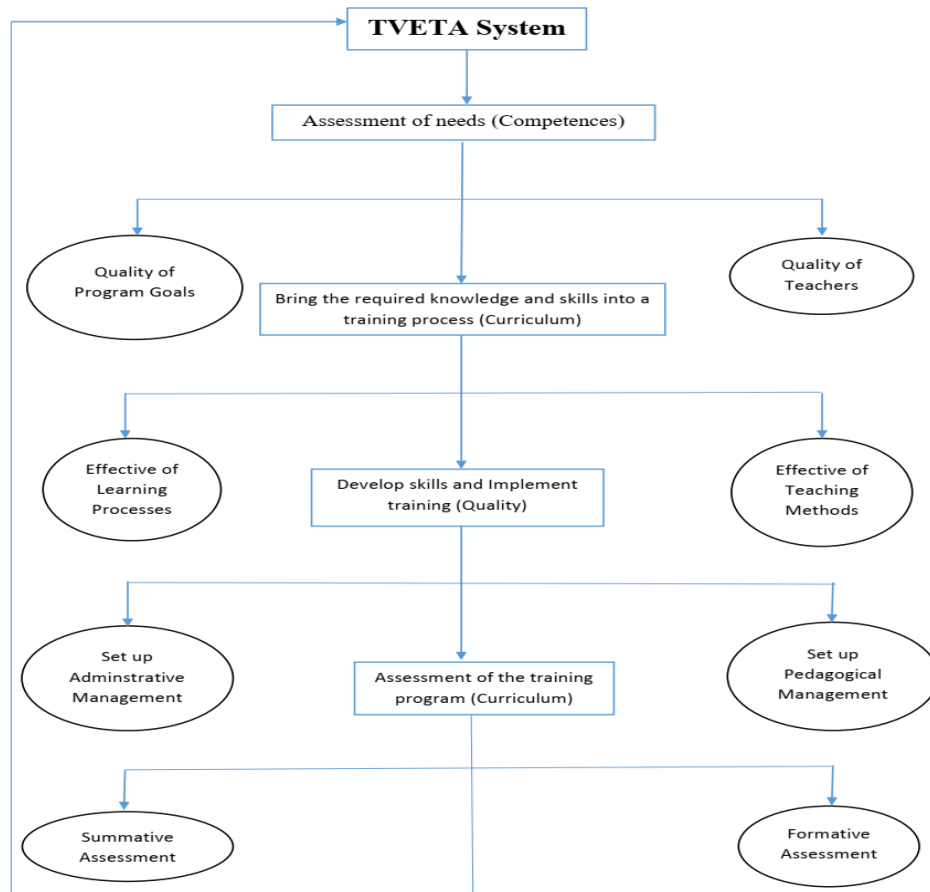 TVETA System
Assessment of needs (Competences)
Quality of
Program Goals
Quality of
Teachers
Bring the required knowledge and skills into a
training process (Curriculum)
Effective of
Learning
Processes
Develop skills and Implement
training (Quality)
Effective of
Teaching
Methods
Set up
Adminstrative
Management
Assessment of the training
program (Curriculum)
Set up
Pedagogical
Management
Summative
Assessment
Formative
Assessment